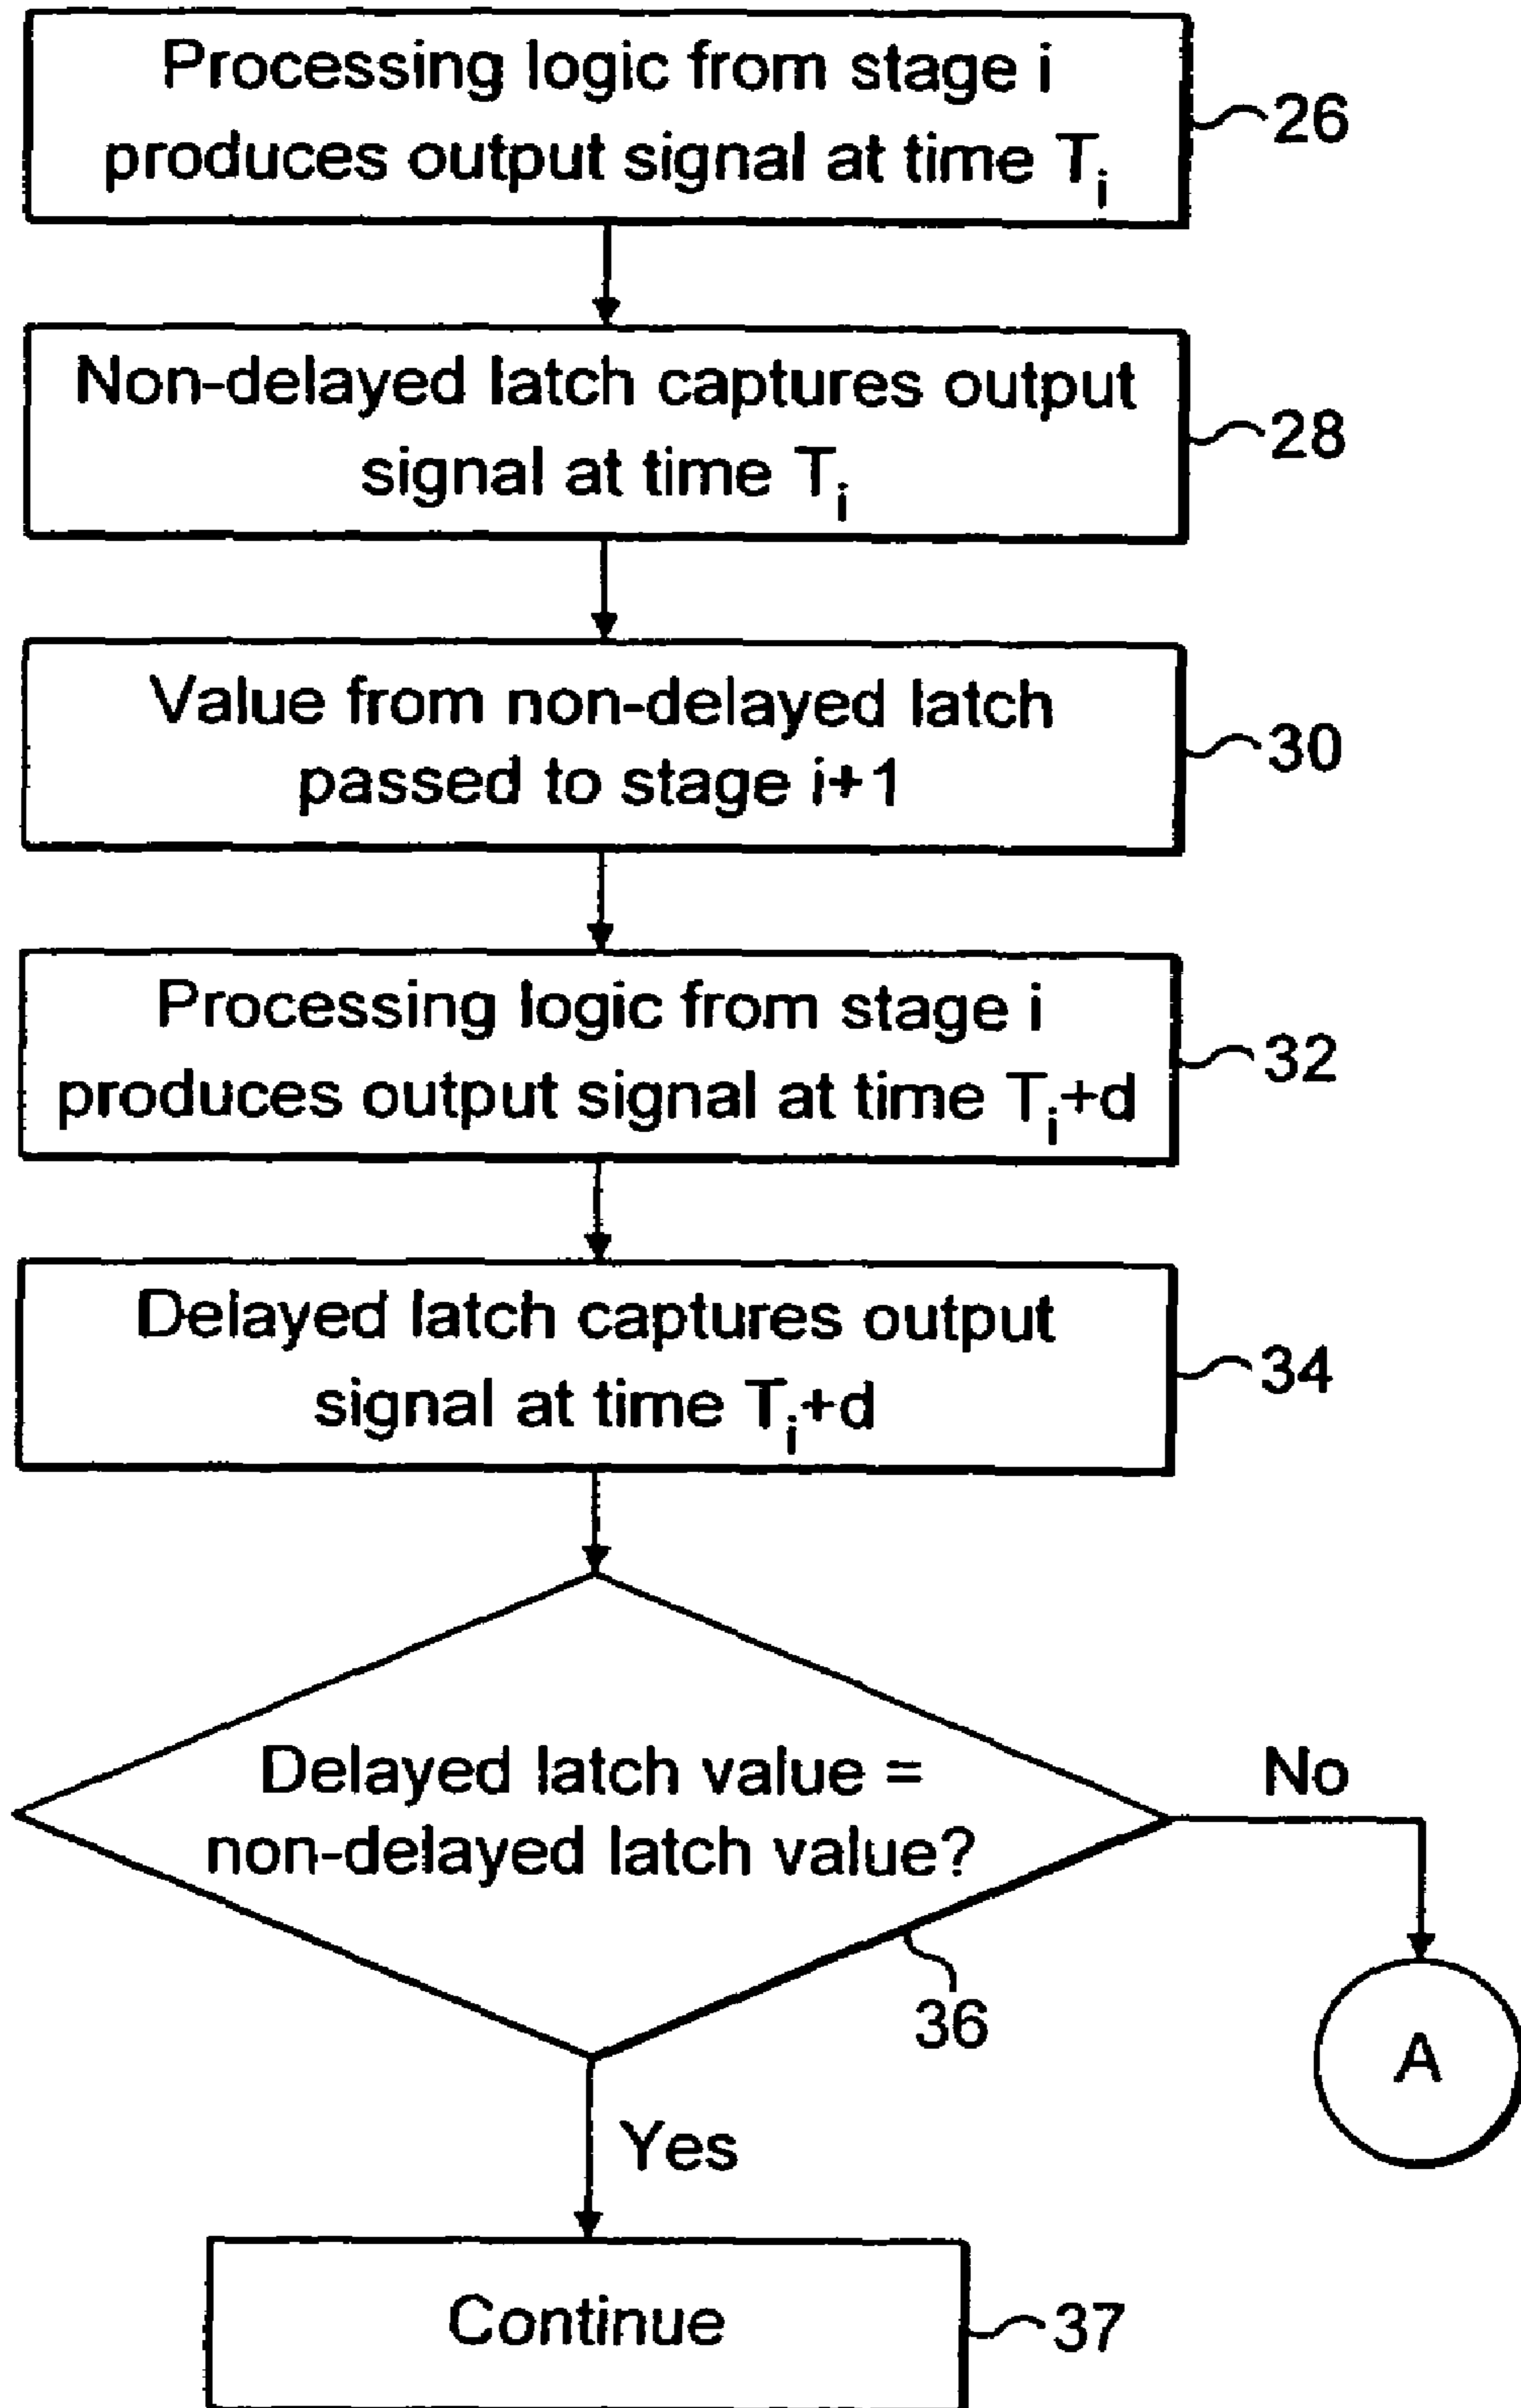 Processing logic from stage i
produces output signal at time Tᵢ
26
Non-delayed latch captures output
signal at time Tᵢ
28
Value from non-delayed latch
passed to stage i+1
30
Processing logic from stage i
produces output signal at time Tᵢ+d
32
Delayed latch captures output
signal at time Tᵢ+d
34
Delayed latch value =
non-delayed latch value?
No
36
A
Yes
Continue
37